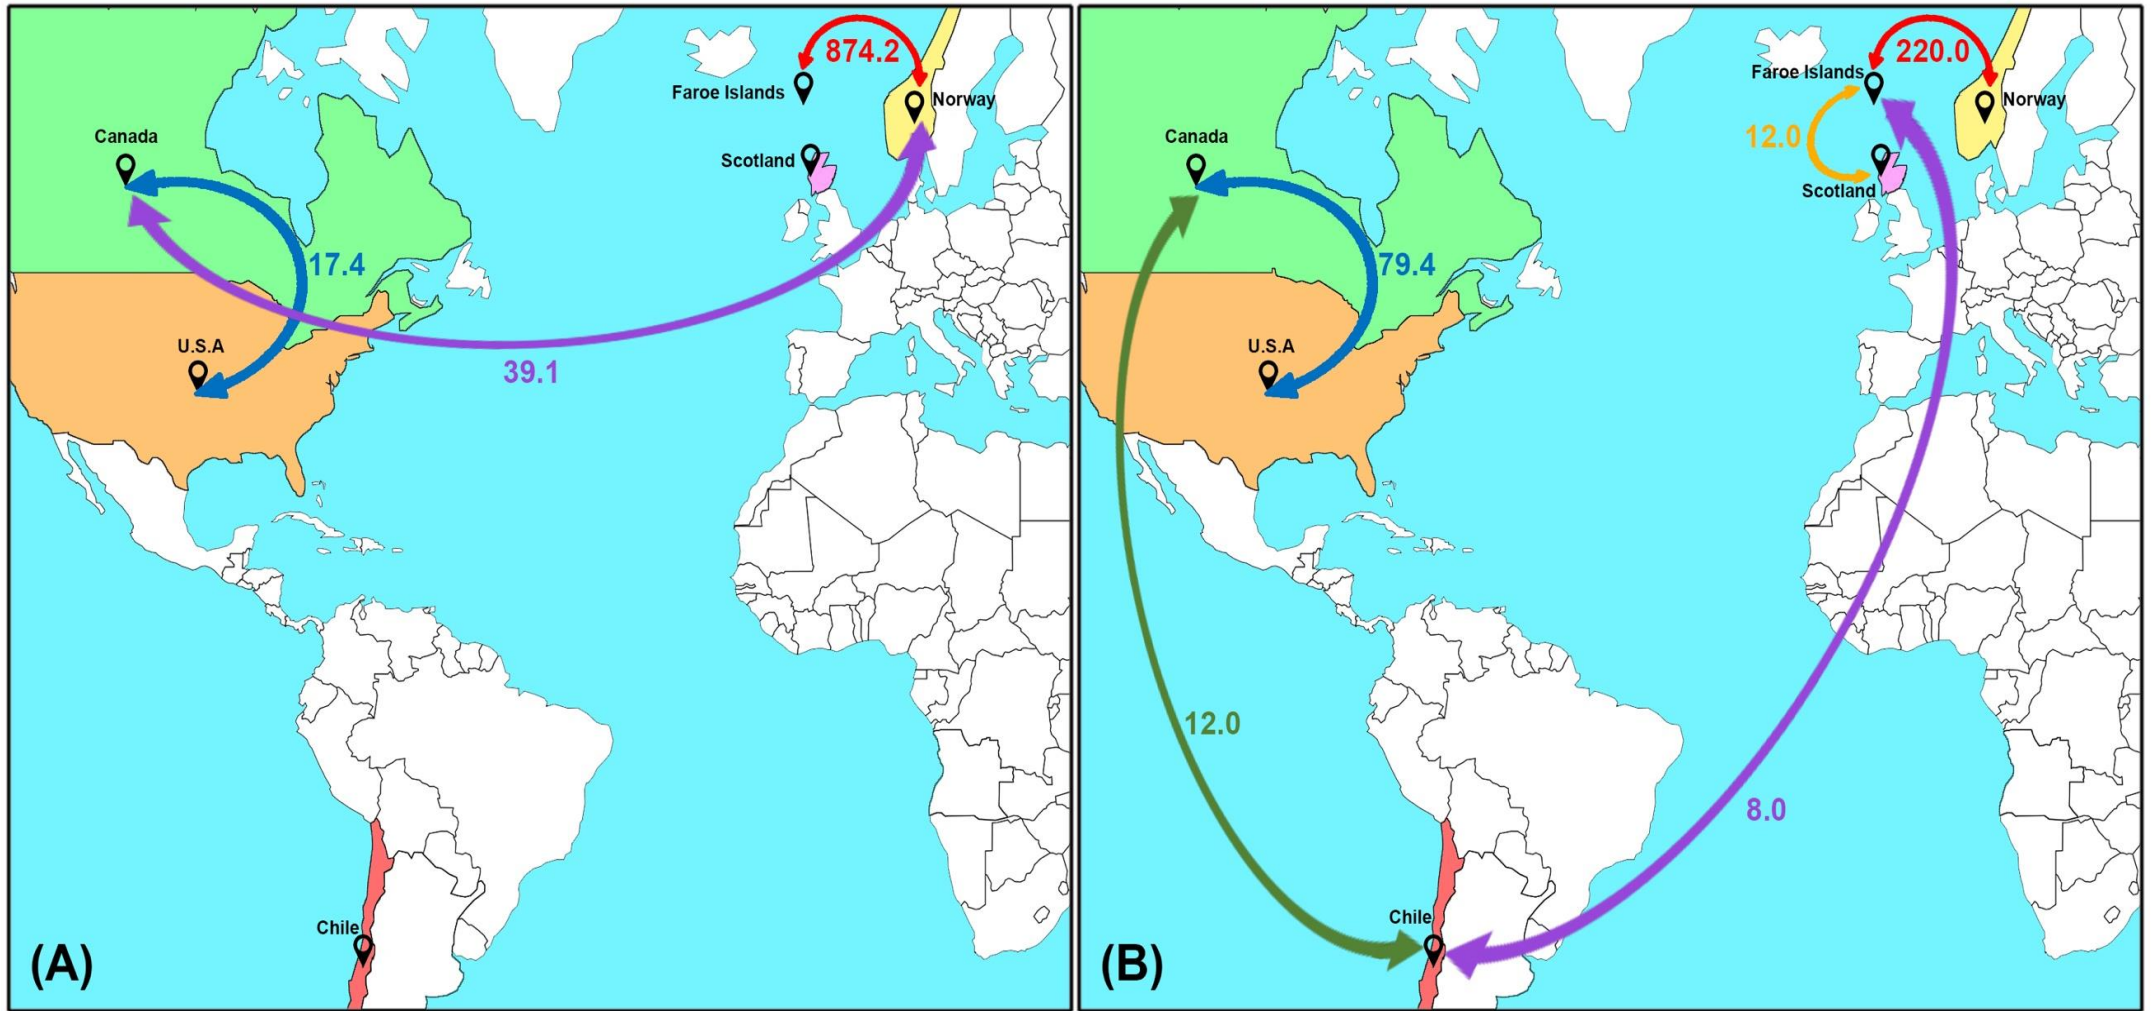 874.2
Faroe Islands
Norway
Canada
Scotland
17.4
U.S.A
39.1
Chile
(A)
220.0
Faroe Islands
Norway
12.0
Canada
Scotland
79.4
U.S.A
12.0
8.0
Chile
(B)